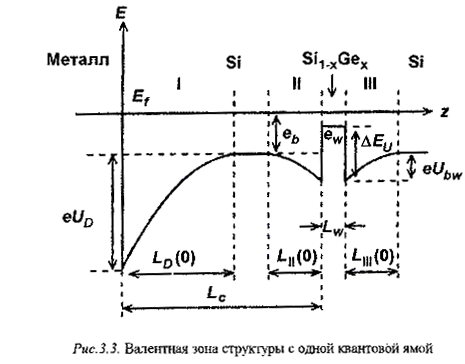 E
Металл
Si
Si1-xGex
Si
I
II
III
Ef
z
eb
ew
ΔEU
eUD
eUbw
Lw
LD(0)
LII(0)
LIII(0)
Lc
Рис.3.3. Валентная зона структуры с одной квантовой ямой